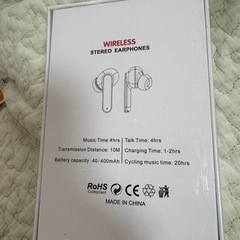 WIRELESS
STEREO EARPHONES
Music Time:4hrs Talk Time: 4hrs
Transmission Distance: 10M Charging Time: 1-2hrs
Battery capacity: 40/400mAh Cycling music time: 20hrs
RoHS CE FC
Compliant
MADE IN CHINA